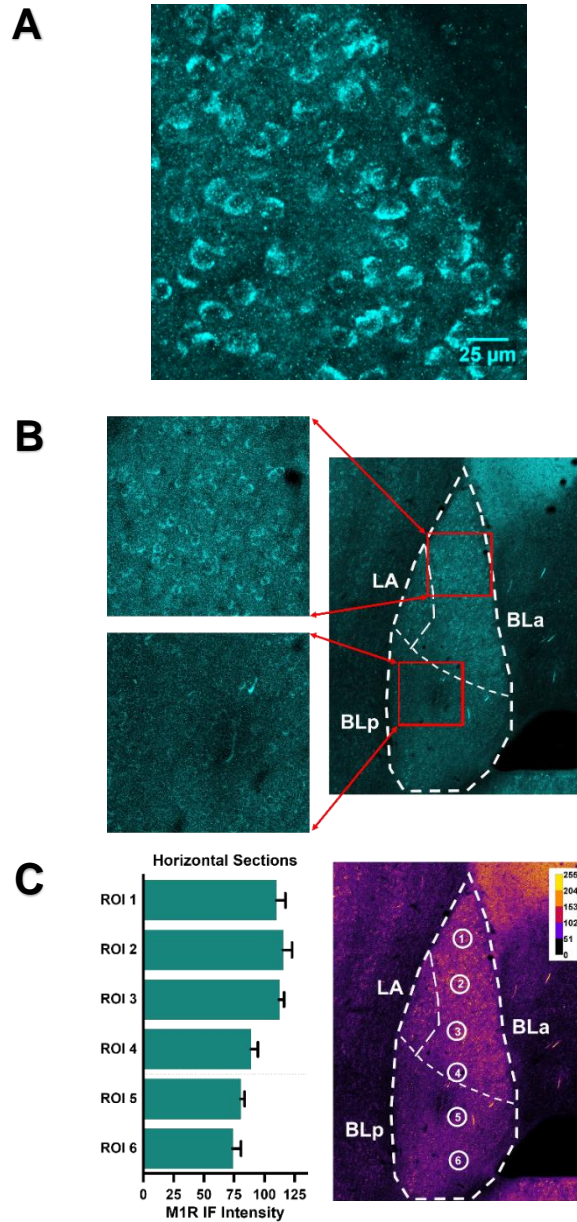 A
25 µm
B
LA
BLa
BLp
C
Horizontal Sections
ROI 1
ROI 2
ROI 3
ROI 4
ROI 5
ROI 6
0 25 50 75 100 125
M1R IF Intensity
255
204
153
102
51
0
1
2
LA
3
BLa
4
5
BLp
6